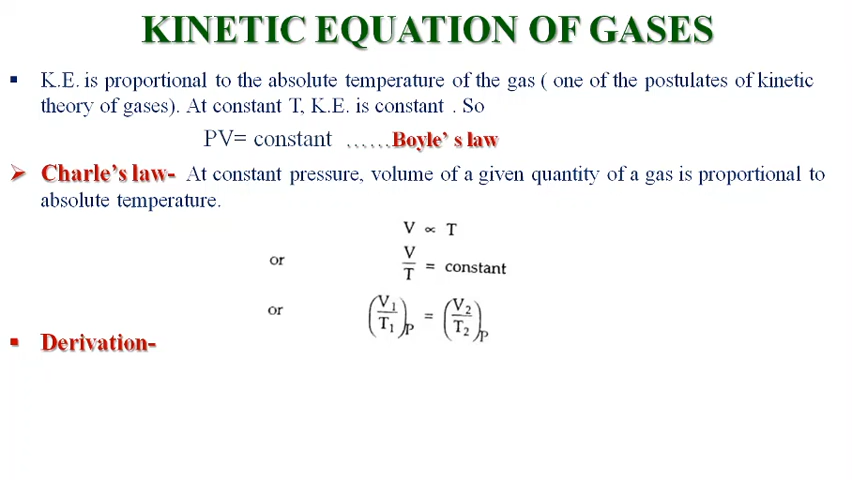 KINETIC EQUATION OF GASES
▪ K.E. is proportional to the absolute temperature of the gas ( one of the postulates of kinetic
theory of gases). At constant T, K.E. is constant . So
PV= constant ……Boyle’ s law
➤ Charle’s law- At constant pressure, volume of a given quantity of a gas is proportional to
absolute temperature.
V ∝ T
or V/T = constant
or (V₁/T₁)P = (V₂/T₂)P
▪ Derivation-